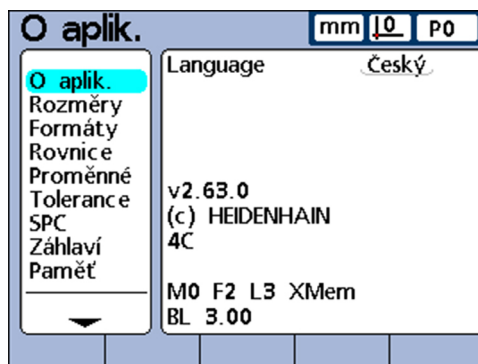 O aplik.
mm 0 P0
O aplik.
Rozměry
Formáty
Rovnice
Proměnné
Tolerance
SPC
Záhlaví
Paměť
Language Český
v2.63.0
(c) HEIDENHAIN
4C
M0 F2 L3 XMem
BL 3.00